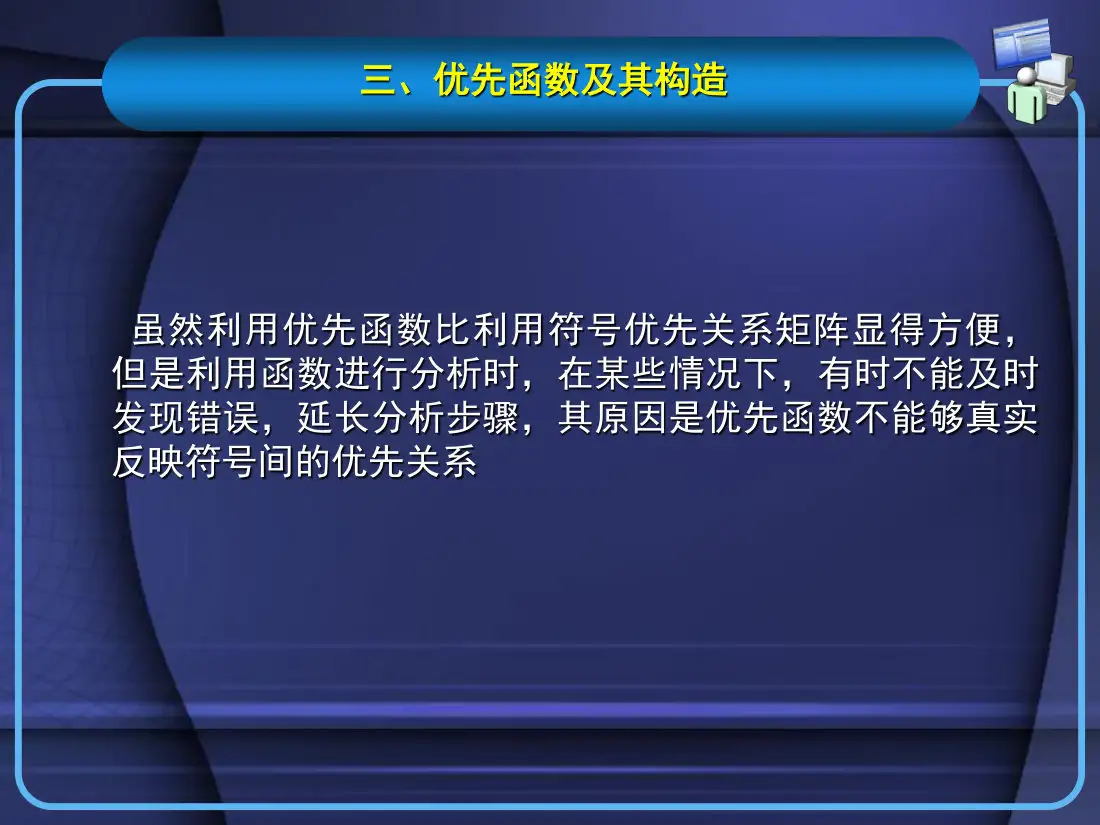 三、优先函数及其构造
虽然利用优先函数比利用符号优先关系矩阵显得方便，
但是利用函数进行分析时，在某些情况下，有时不能及时
发现错误，延长分析步骤，其原因是优先函数不能够真实
反映符号间的优先关系